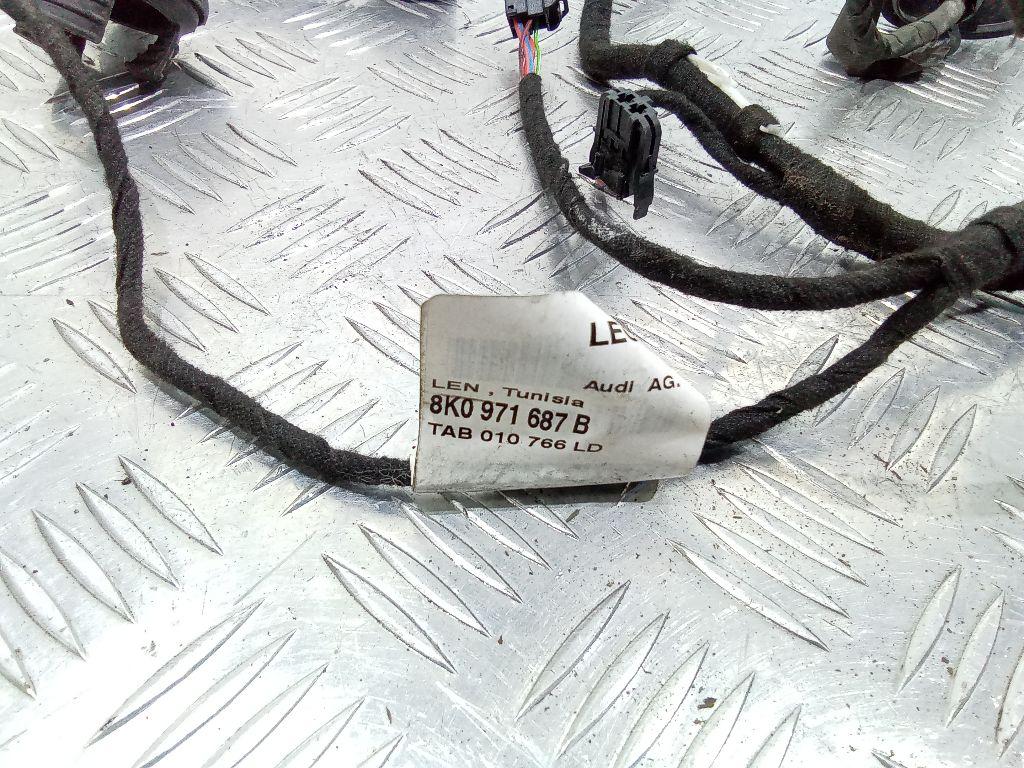 Audi AG.
LEN , Tunisia
8K0 971 687 B
TAB 010 766 LD